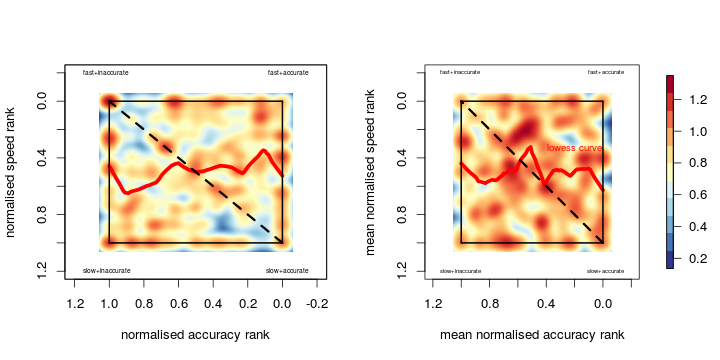 fast+inaccurate fast+accurate
normalised speed rank
0.0
0.4
0.8
1.2
slow+inaccurate slow+accurate
1.2 1.0 0.8 0.6 0.4 0.2 0.0 -0.2
normalised accuracy rank
fast+inaccurate fast+accurate
mean normalised speed rank
0.0
0.4
0.8
1.2
lowess curve
slow+inaccurate slow+accurate
1.2 0.8 0.4 0.0
mean normalised accuracy rank
1.2
1.0
0.8
0.6
0.4
0.2